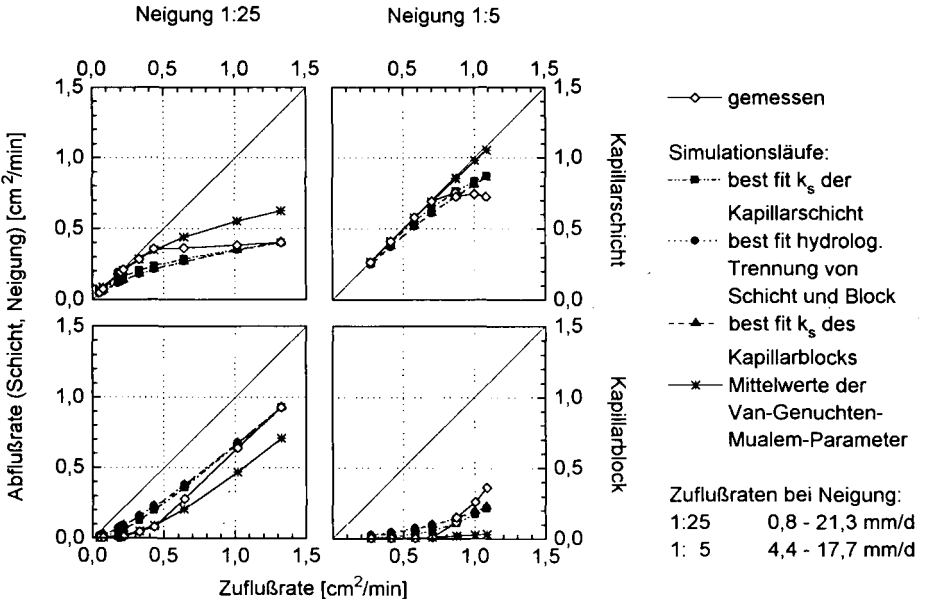 Neigung 1:25 Neigung 1:5
0,0 0,5 1,0 1,5 0,5 1,0 1,5
1,5 1,5
1,0 1,0
0,5 0,5
0,0 0,0
Kapillarschicht
1,5 1,5
1,0 1,0
0,5 0,5
0,0 0,0
Kapillarblock
0,0 0,5 1,0 1,5 0,5 1,0 1,5
Abflußrate (Schicht, Neigung) [cm²/min]
Zuflußrate [cm²/min]
gemessen
Simulationsläufe:
best fit kₛ der
Kapillarschicht
best fit hydrolog.
Trennung von
Schicht und Block
best fit kₛ des
Kapillarblocks
Mittelwerte der
Van-Genuchten-
Mualem-Parameter
Zuflußraten bei Neigung:
1:25 0,8 - 21,3 mm/d
1: 5 4,4 - 17,7 mm/d